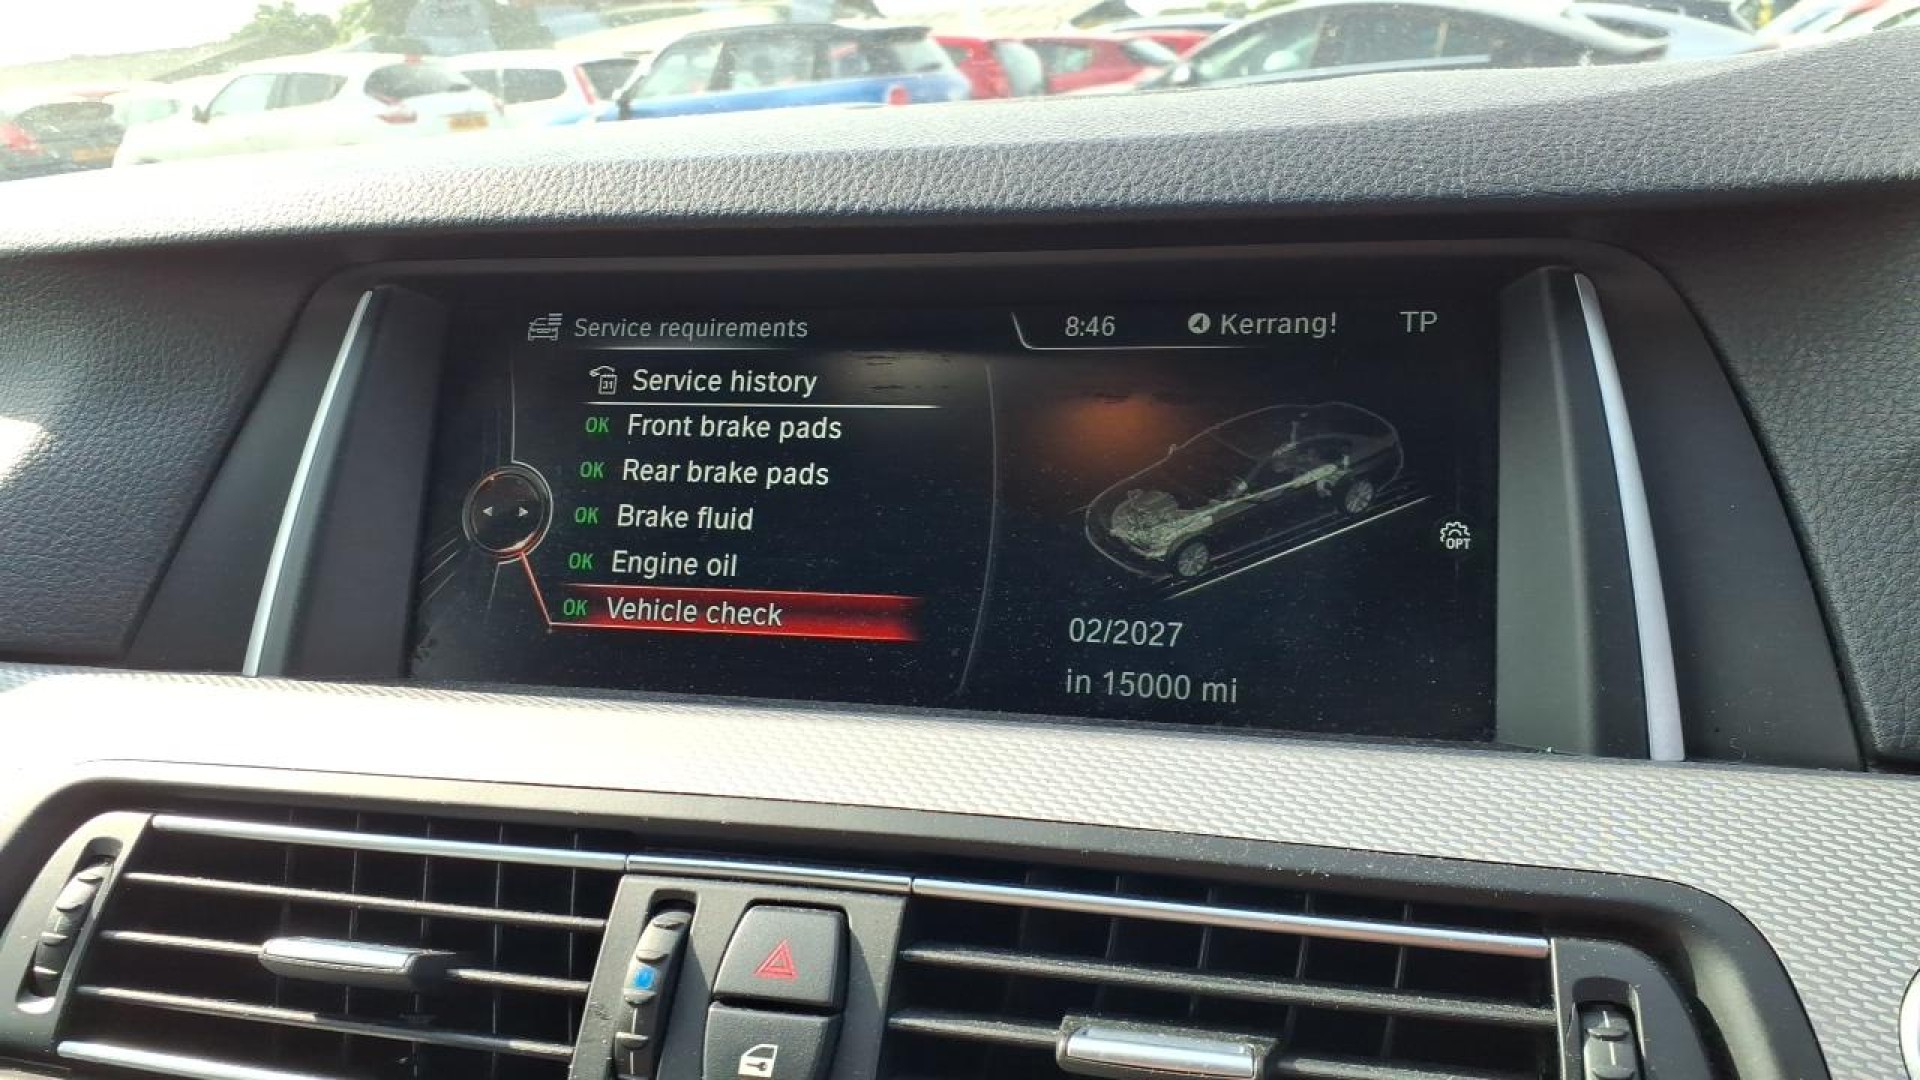 Service requirements
8:46
Kerrang!
TP
31
Service history
OK Front brake pads
OK Rear brake pads
OK Brake fluid
OK Engine oil
OK Vehicle check
OPT
02/2027
in 15000 mi